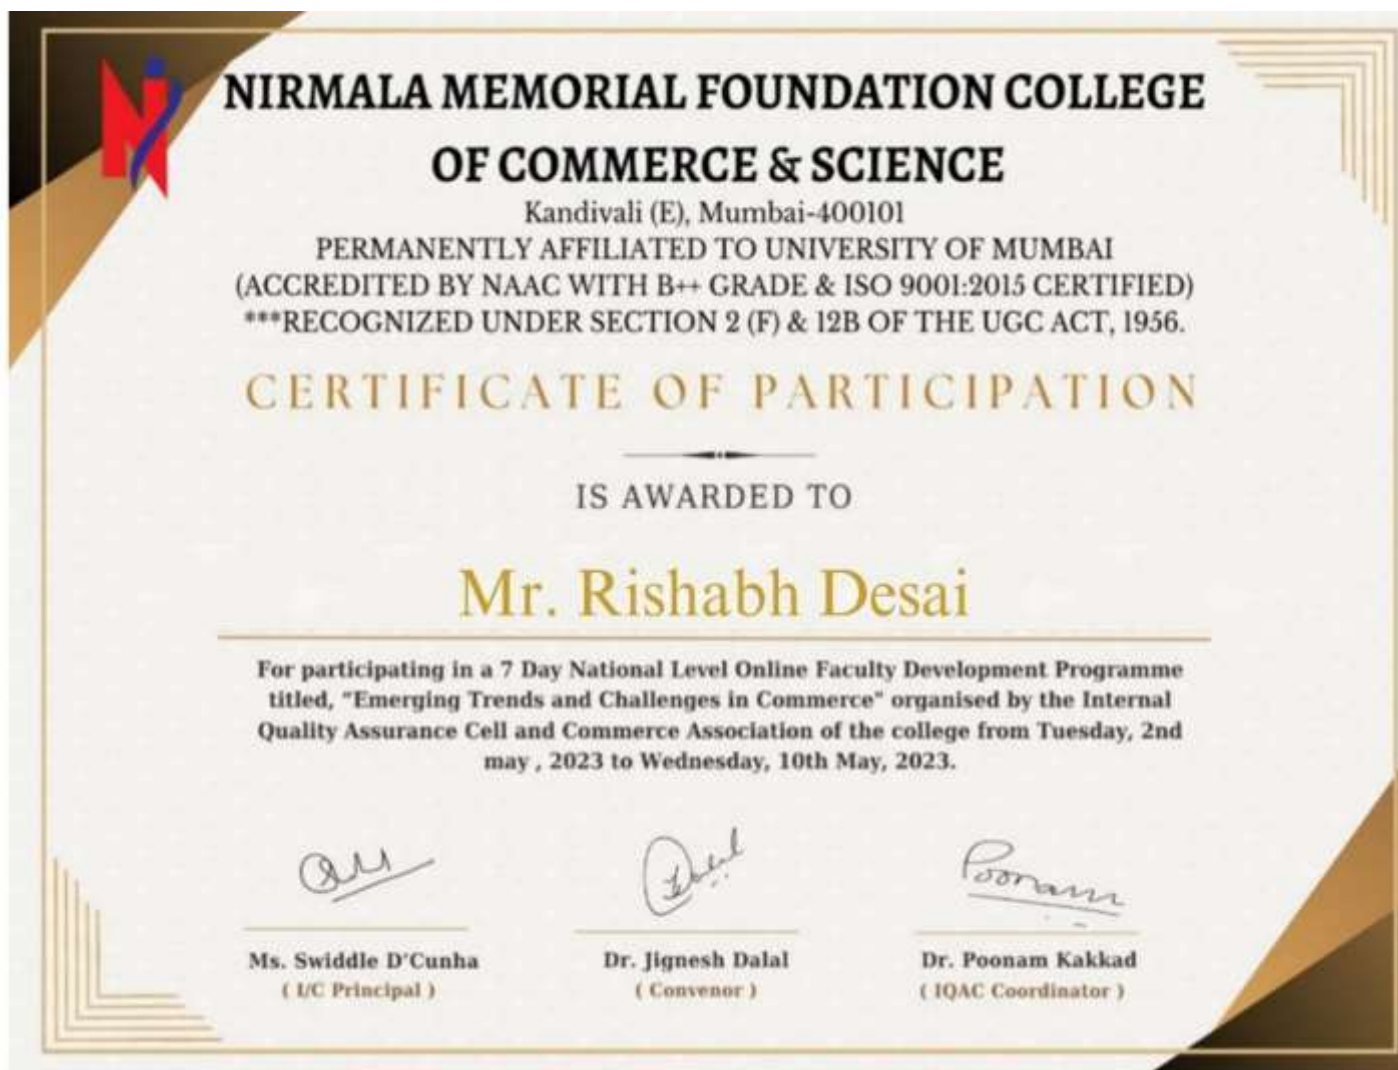 NIRMALA MEMORIAL FOUNDATION COLLEGE
OF COMMERCE & SCIENCE
Kandivali (E), Mumbai-400101
PERMANENTLY AFFILIATED TO UNIVERSITY OF MUMBAI
(ACCREDITED BY NAAC WITH B++ GRADE & ISO 9001:2015 CERTIFIED)
***RECOGNIZED UNDER SECTION 2 (F) & 12B OF THE UGC ACT, 1956.
CERTIFICATE OF PARTICIPATION
IS AWARDED TO
Mr. Rishabh Desai
For participating in a 7 Day National Level Online Faculty Development Programme
titled, "Emerging Trends and Challenges in Commerce" organised by the Internal
Quality Assurance Cell and Commerce Association of the college from Tuesday, 2nd
may , 2023 to Wednesday, 10th May, 2023.
Dalal
Poonam
Ms. Swiddle D'Cunha
Dr. Jignesh Dalal
Dr. Poonam Kakkad
( I/C Principal )
( Convenor )
( IQAC Coordinator )